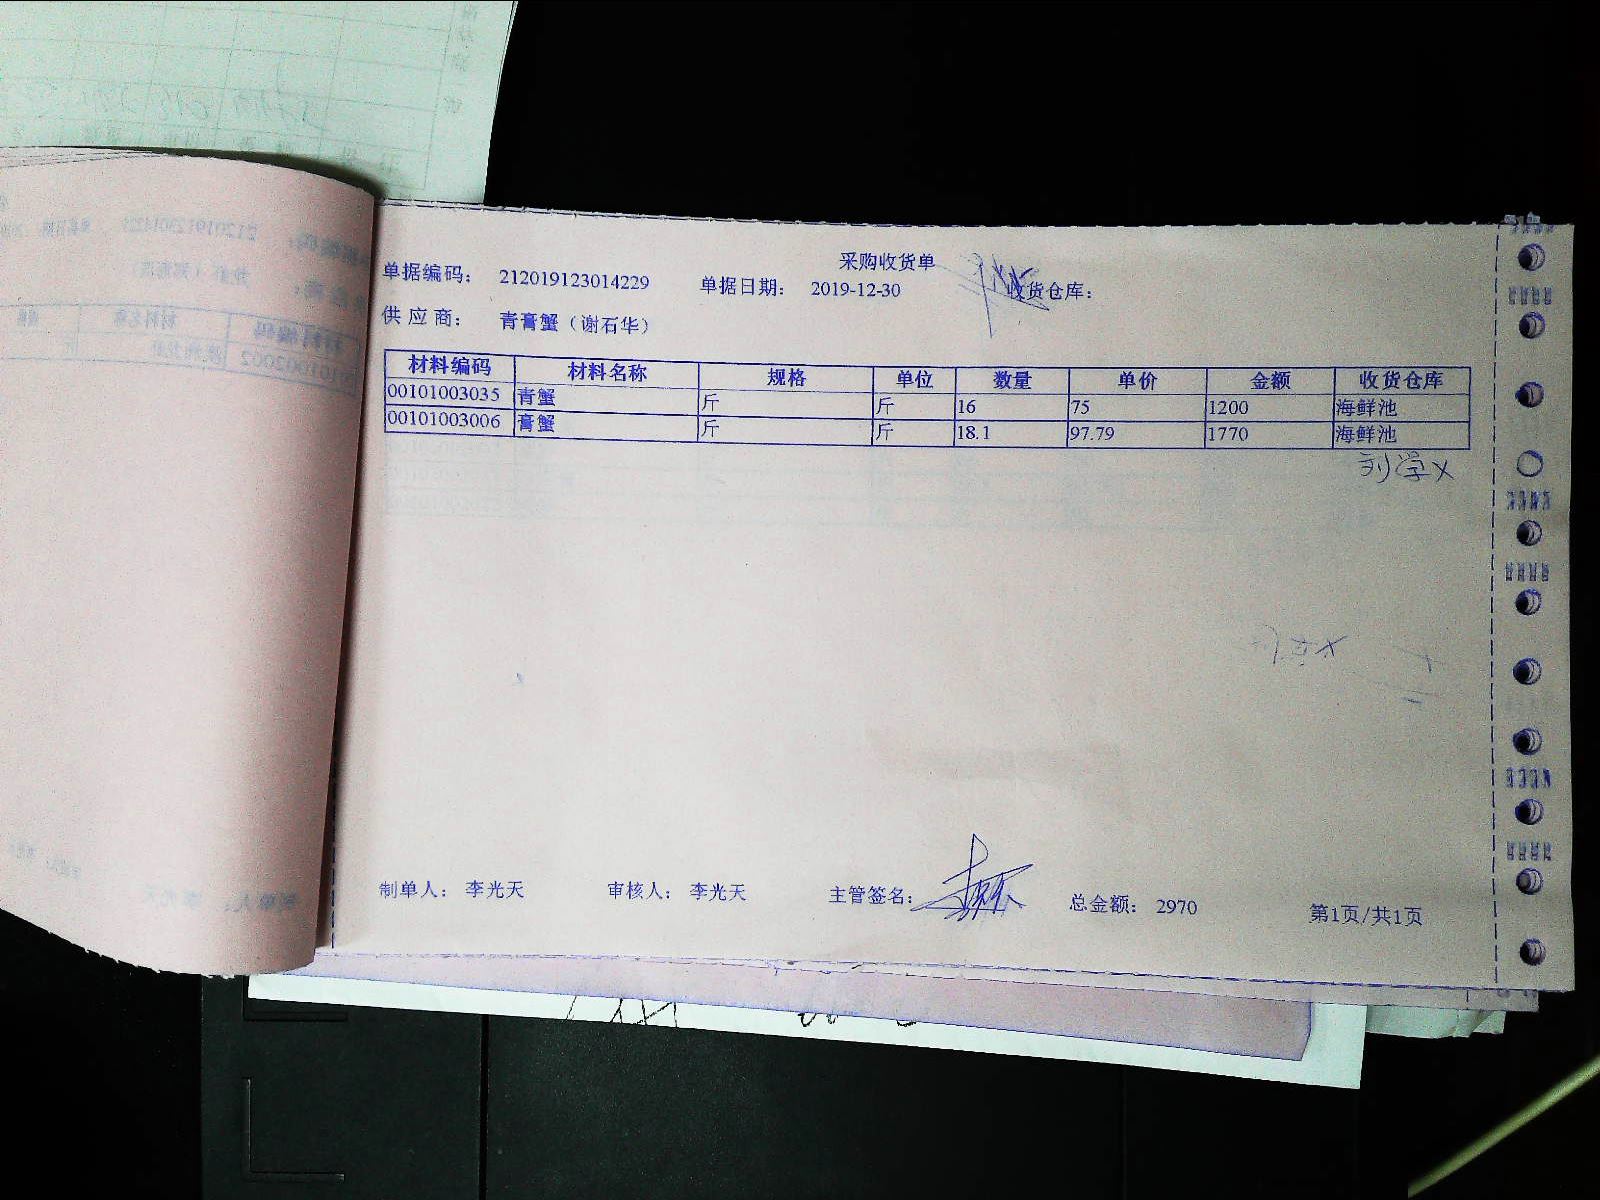 采购收货单
单据编码： 212019123014229 单据日期： 2019-12-30 收货仓库：
供应商： 青膏蟹（谢石华）
材料编码 材料名称 规格 单位 数量 单价 金额 收货仓库
00101003035 青蟹 斤 斤 16 75 1200 海鲜池
00101003006 膏蟹 斤 斤 18.1 97.79 1770 海鲜池
制单人： 李光天 审核人： 李光天 主管签名： 总金额： 2970 第1页/共1页